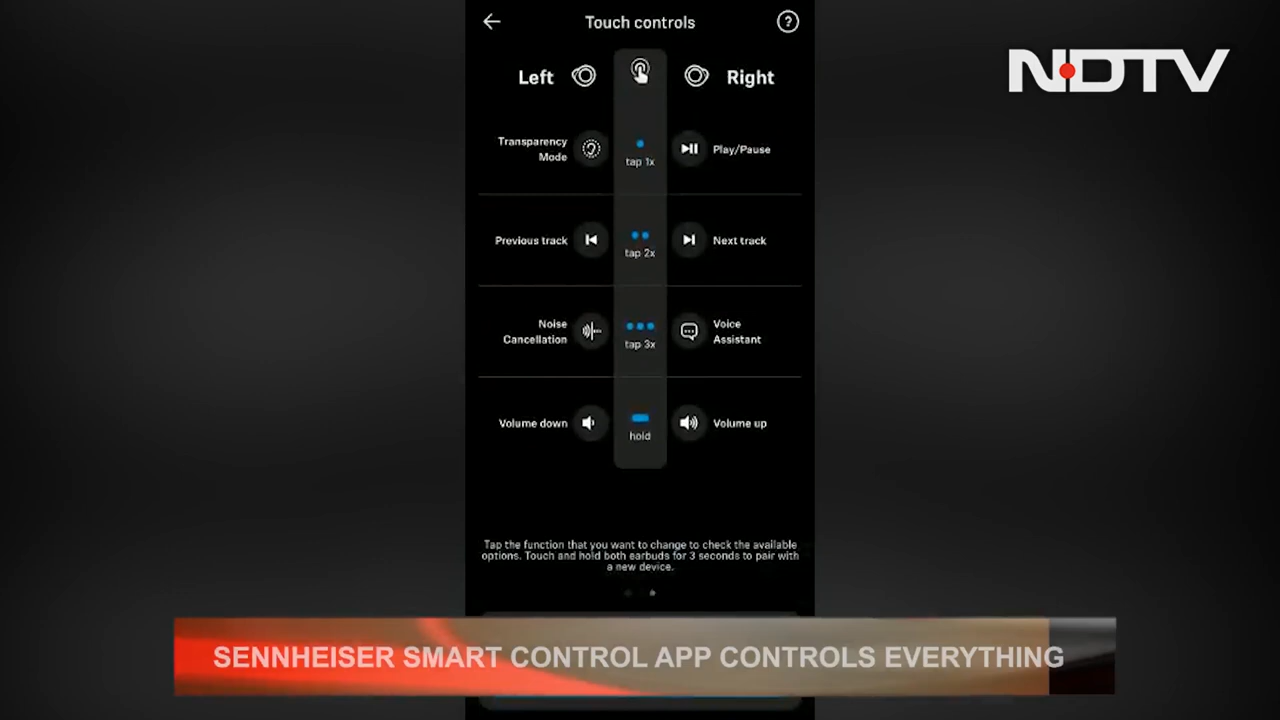 Touch controls
?
NDTV
Left
Right
Transparency
Mode
tap 1x
Play/Pause
Previous track
tap 2x
Next track
Noise
Cancellation
tap 3x
Voice
Assistant
Volume down
hold
Volume up
Tap the function that you want to change to check the available
options. Touch and hold both earbuds for 3 seconds to pair with
a new device.
SENNHEISER SMART CONTROL APP CONTROLS EVERYTHING